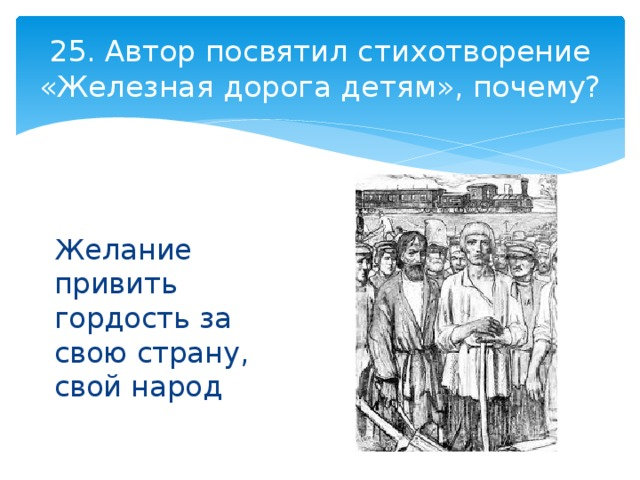 25. Автор посвятил стихотворение
«Железная дорога детям», почему?
Желание
привить
гордость за
свою страну,
свой народ